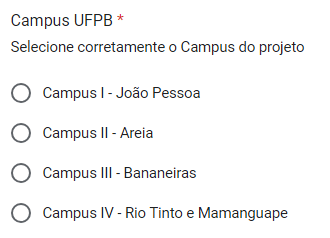 Campus UFPB *
Selecione corretamente o Campus do projeto
Campus I - João Pessoa
Campus II - Areia
Campus III - Bananeiras
Campus IV - Rio Tinto e Mamanguape